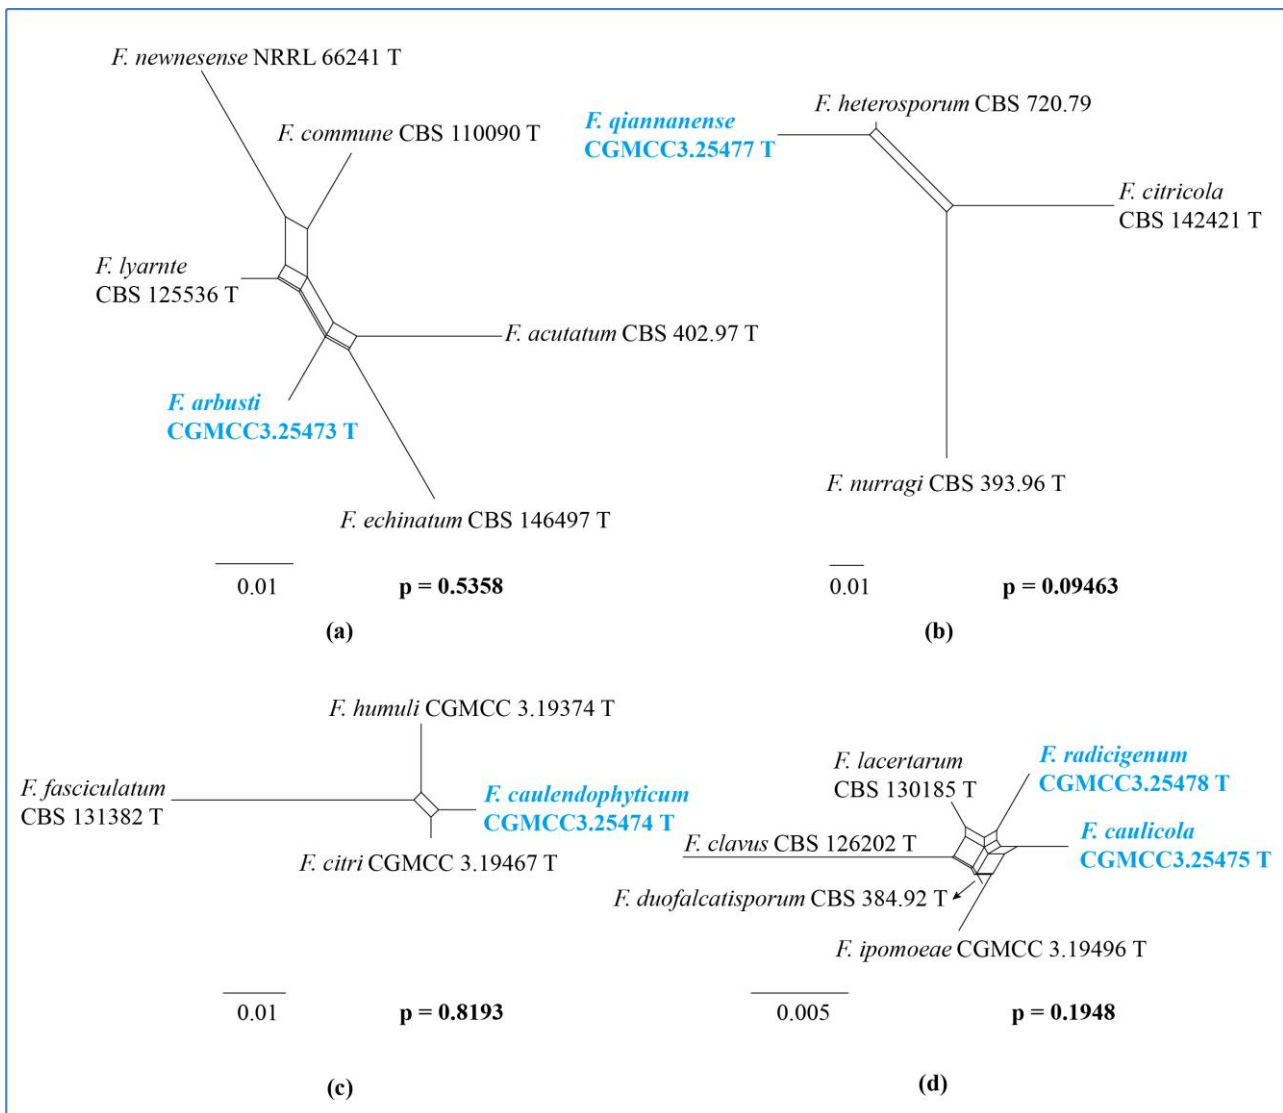 F. newnesense NRRL 66241 T
F. commune CBS 110090 T
F. lyarnte
CBS 125536 T
F. acutatum CBS 402.97 T
F. arbusti
CGMCC3.25473 T
F. echinatum CBS 146497 T
0.01
p = 0.5358
(a)
F. heterosporum CBS 720.79
F. qiannanense
CGMCC3.25477 T
F. citricola
CBS 142421 T
F. nurragi CBS 393.96 T
0.01
p = 0.09463
(b)
F. humuli CGMCC 3.19374 T
F. fasciculatum
CBS 131382 T
F. caulendophyticum
CGMCC3.25474 T
F. citri CGMCC 3.19467 T
0.01
p = 0.8193
(c)
F. lacertarum
CBS 130185 T
F. radicigenum
CGMCC3.25478 T
F. clavus CBS 126202 T
F. caulicola
CGMCC3.25475 T
F. duofalcatisporum CBS 384.92 T
F. ipomoeae CGMCC 3.19496 T
0.005
p = 0.1948
(d)